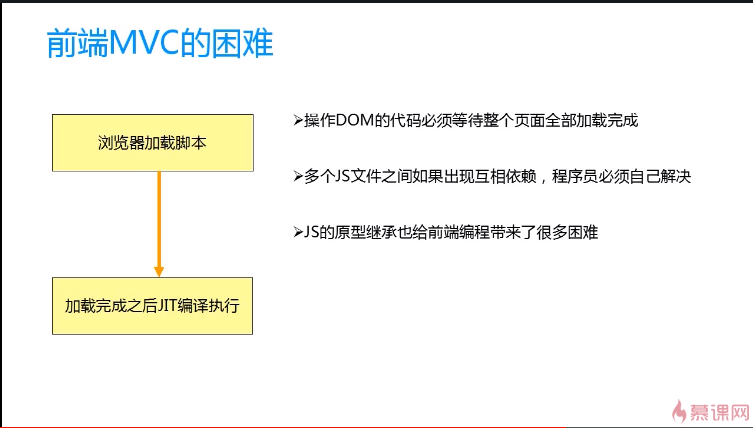 前端MVC的困难
浏览器加载脚本
加载完成之后JIT编译执行
➢操作DOM的代码必须等待整个页面全部加载完成
➢多个JS文件之间如果出现互相依赖，程序员必须自己解决
➢JS的原型继承也给前端编程带来了很多困难
慕课网